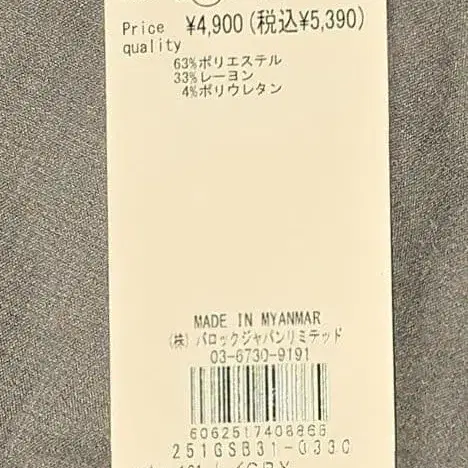 Price ¥4,900(税込¥5,390)
quality
63%ポリエステル
33%レーヨン
4%ポリウレタン
MADE IN MYANMAR
(株)バロックジャパンリミテッド
03-6730-9191
6062517408866
251GSB31-0330